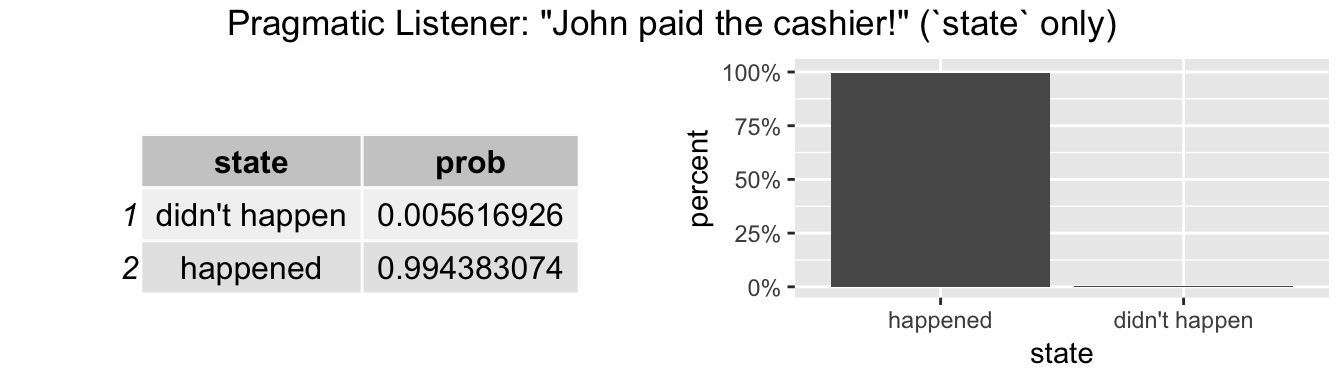 Pragmatic Listener: "John paid the cashier!" (`state` only)
state prob
1 didn't happen 0.005616926
2 happened 0.994383074
percent
100%
75%
50%
25%
0%
happened didn't happen
state